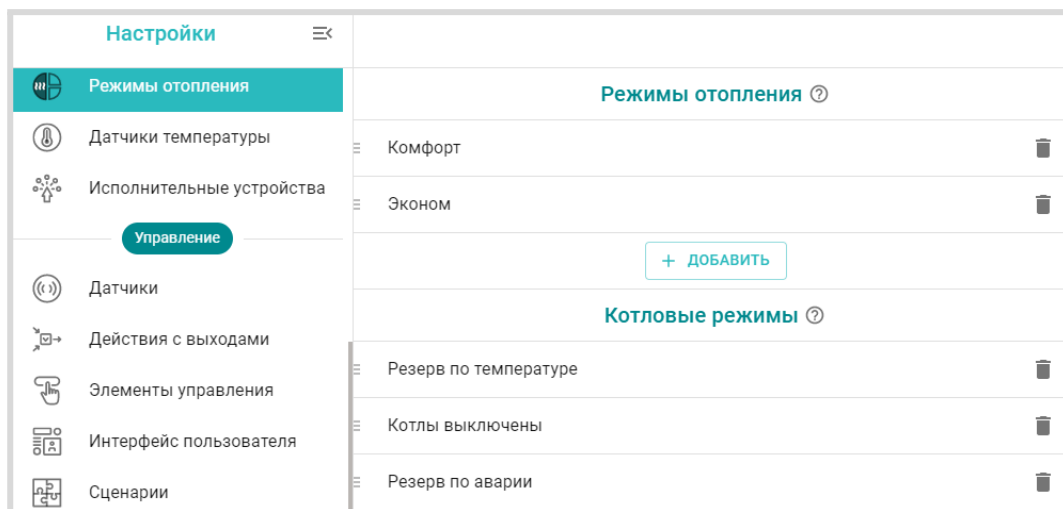 Настройки
Режимы отопления
Датчики температуры
Исполнительные устройства
Управление
Датчики
Действия с выходами
Элементы управления
Интерфейс пользователя
Сценарии
Режимы отопления
Комфорт
Эконом
+ ДОБАВИТЬ
Котловые режимы
Резерв по температуре
Котлы выключены
Резерв по аварии